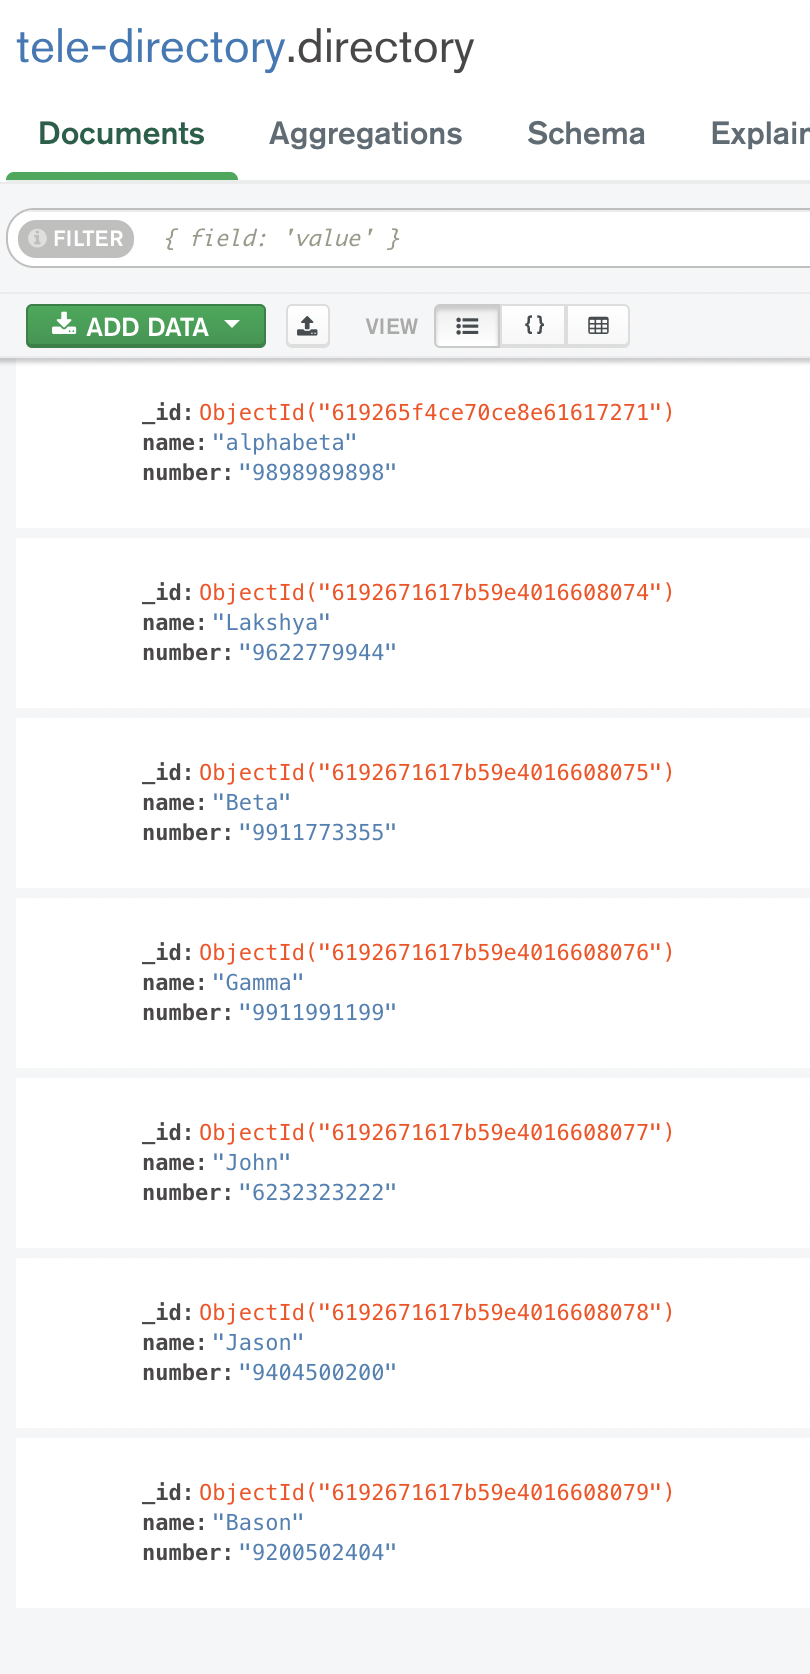 tele-directory.directory
Documents Aggregations Schema Explain
FILTER { field: 'value' }
ADD DATA VIEW { }
_id: ObjectId("619265f4ce70ce8e61617271")
name: "alphabeta"
number: "9898989898"
_id: ObjectId("6192671617b59e4016608074")
name: "Lakshya"
number: "9622779944"
_id: ObjectId("6192671617b59e4016608075")
name: "Beta"
number: "9911773355"
_id: ObjectId("6192671617b59e4016608076")
name: "Gamma"
number: "9911991199"
_id: ObjectId("6192671617b59e4016608077")
name: "John"
number: "6232323222"
_id: ObjectId("6192671617b59e4016608078")
name: "Jason"
number: "9404500200"
_id: ObjectId("6192671617b59e4016608079")
name: "Bason"
number: "9200502404"